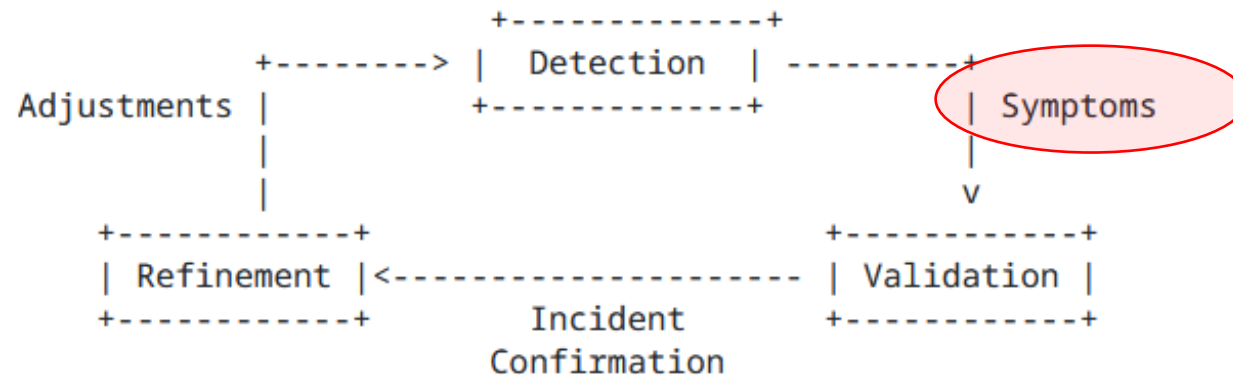 +-------------+
+--------> | Detection | ---------+
Adjustments | +-------------+ | Symptoms
| |
| v
+------------+ +------------+
| Refinement |<--------------------- | Validation |
+------------+ Incident +------------+
Confirmation